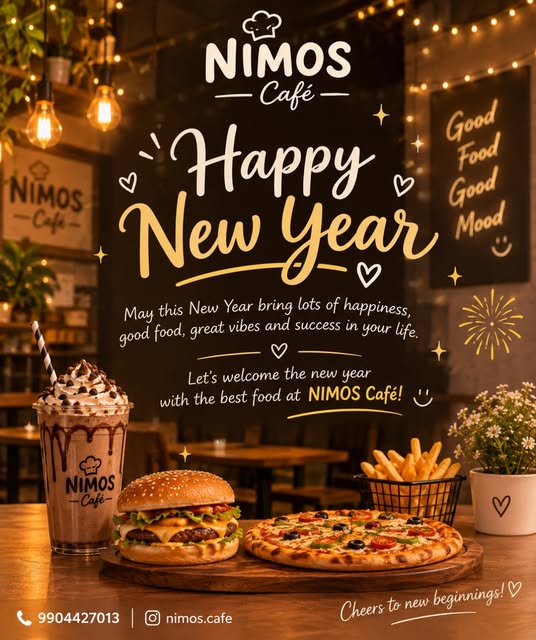 NIMOS
Café
Happy
New Year
May this New Year bring lots of happiness,
good food, great vibes and success in your life.
Let's welcome the new year
with the best food at NIMOS Café!
Good
Food
Good
Mood
NIMOS
Café
NIMOS
Café
Cheers to new beginnings!
9904427013
nimos.cafe